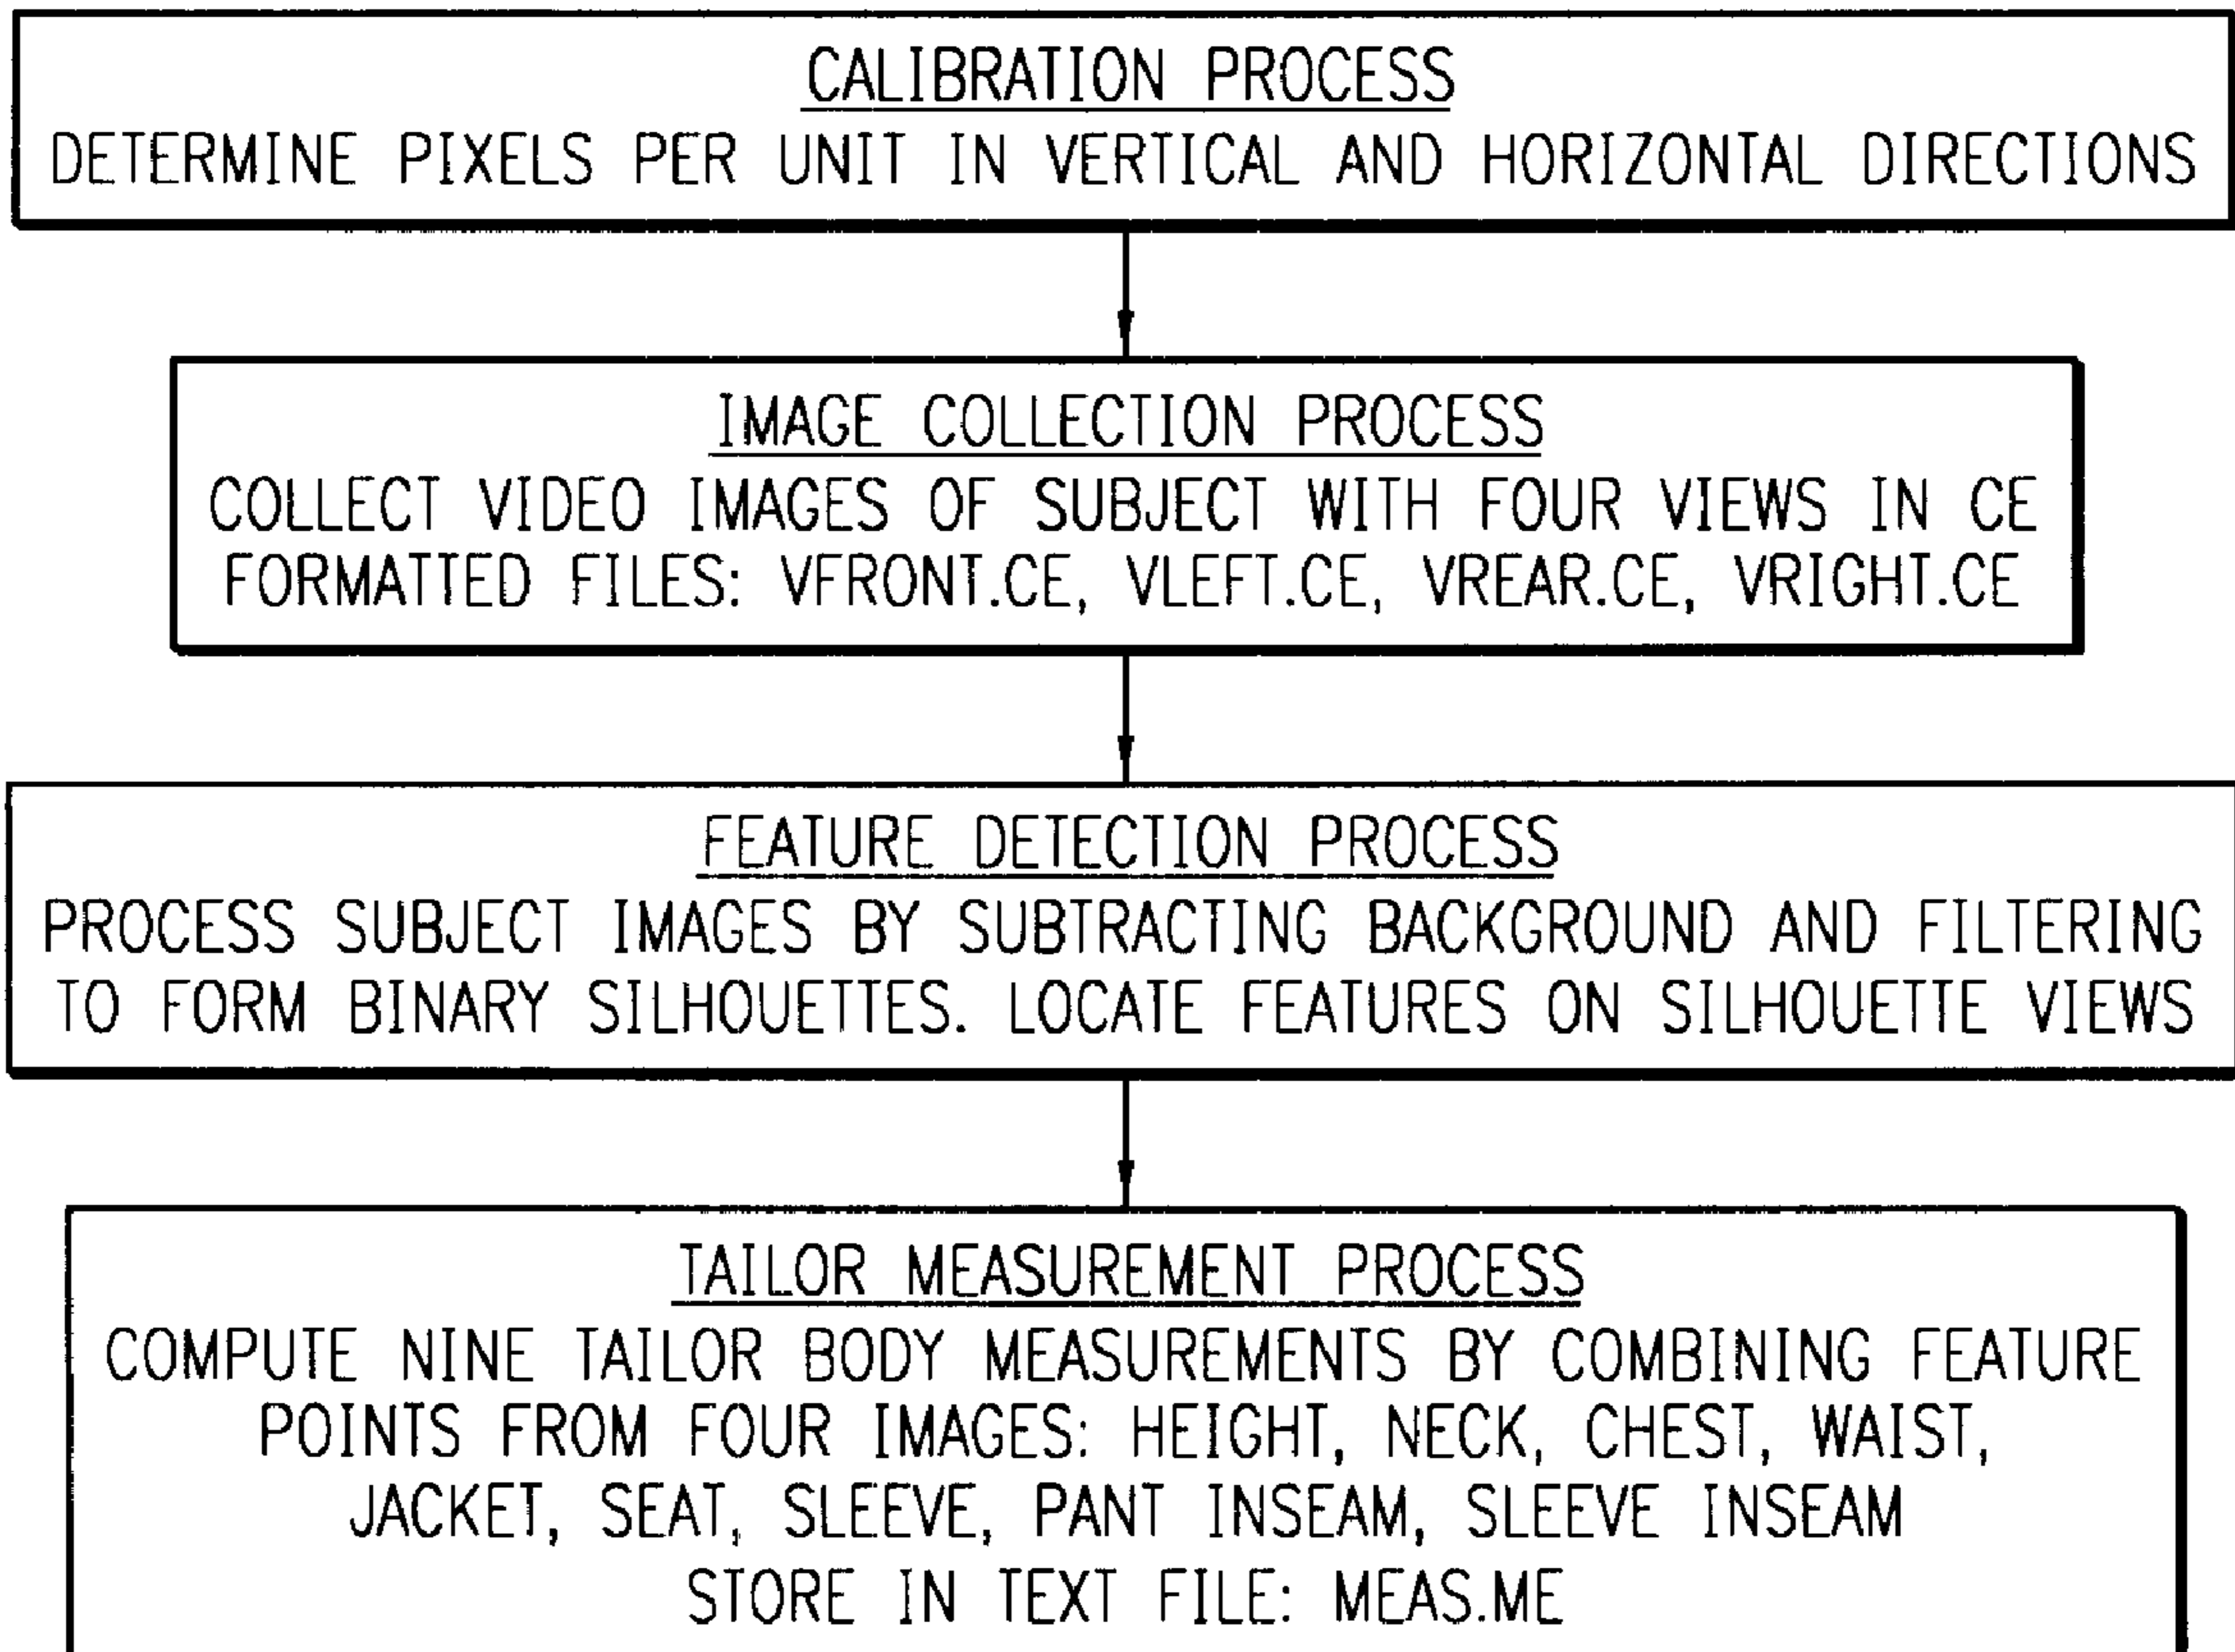 CALIBRATION PROCESS
DETERMINE PIXELS PER UNIT IN VERTICAL AND HORIZONTAL DIRECTIONS
IMAGE COLLECTION PROCESS
COLLECT VIDEO IMAGES OF SUBJECT WITH FOUR VIEWS IN CE
FORMATTED FILES: VFRONT.CE, VLEFT.CE, VREAR.CE, VRIGHT.CE
FEATURE DETECTION PROCESS
PROCESS SUBJECT IMAGES BY SUBTRACTING BACKGROUND AND FILTERING
TO FORM BINARY SILHOUETTES. LOCATE FEATURES ON SILHOUETTE VIEWS
TAILOR MEASUREMENT PROCESS
COMPUTE NINE TAILOR BODY MEASUREMENTS BY COMBINING FEATURE
POINTS FROM FOUR IMAGES: HEIGHT, NECK, CHEST, WAIST,
JACKET, SEAT, SLEEVE, PANT INSEAM, SLEEVE INSEAM
STORE IN TEXT FILE: MEAS.ME